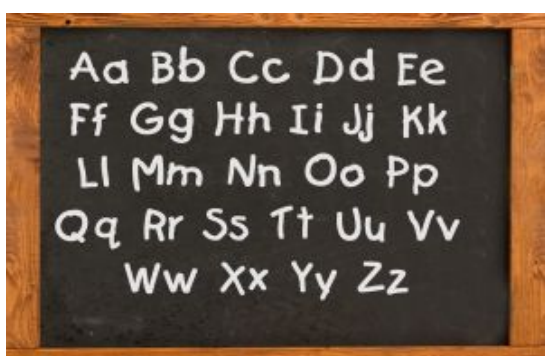 Aa Bb Cc Dd Ee
Ff Gg Hh Ii Jj Kk
Ll Mm Nn Oo Pp
Qq Rr Ss Tt Uu Vv
Ww Xx Yy Zz